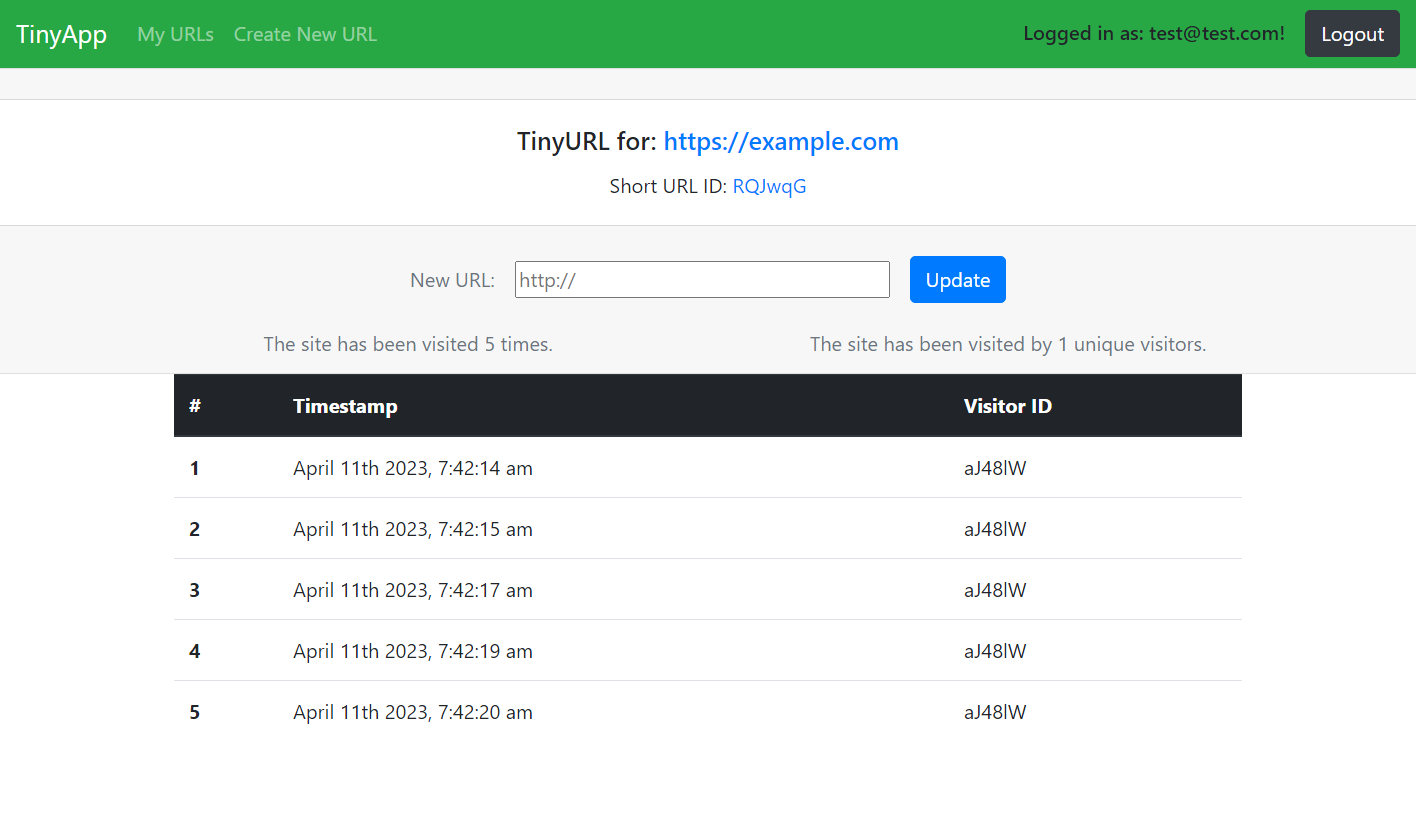 TinyApp My URLs Create New URL Logged in as: test@test.com! Logout
TinyURL for: https://example.com
Short URL ID: RQJwqG
New URL: http:// Update
The site has been visited 5 times. The site has been visited by 1 unique visitors.
# Timestamp Visitor ID
1 April 11th 2023, 7:42:14 am aJ48lW
2 April 11th 2023, 7:42:15 am aJ48lW
3 April 11th 2023, 7:42:17 am aJ48lW
4 April 11th 2023, 7:42:19 am aJ48lW
5 April 11th 2023, 7:42:20 am aJ48lW